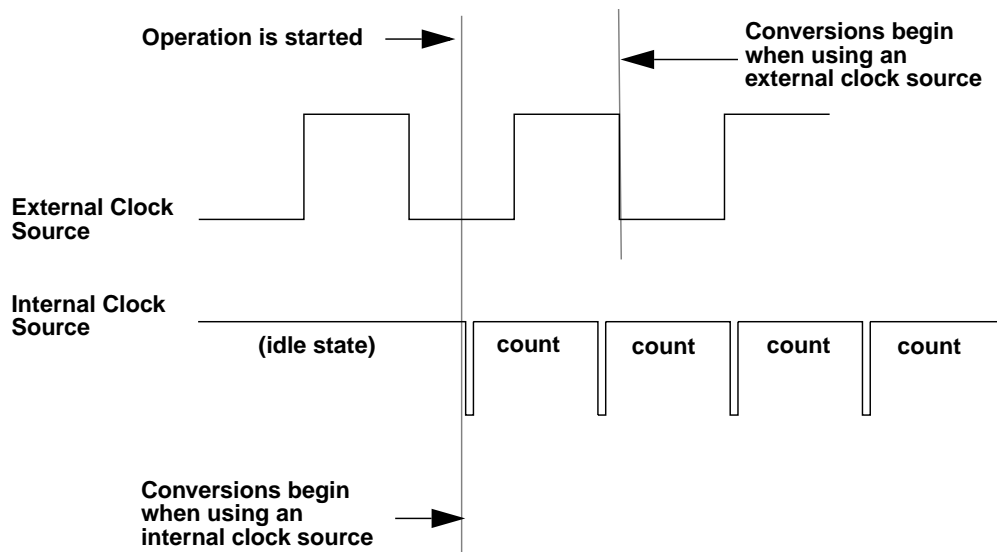 Operation is started
Conversions begin
when using an
external clock source
External Clock
Source
Internal Clock
Source
(idle state)
count
count
count
count
Conversions begin
when using an
internal clock source